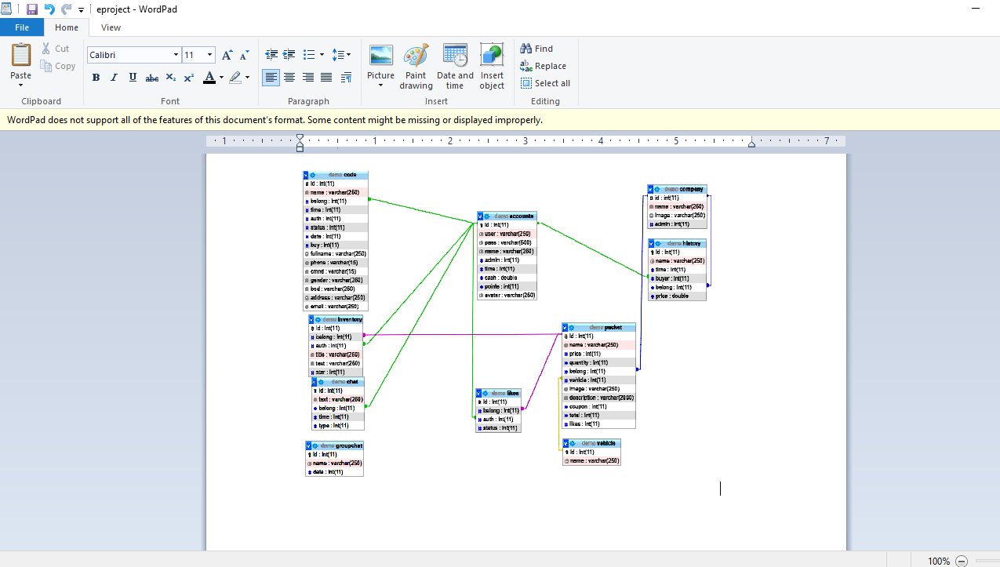 eproject - WordPad
File Home View
Cut
Copy
Paste
Clipboard
Calibri 11
B I U abc X₂ X² A
Font
Paragraph
Picture
Paint drawing
Date and time
Insert object
Insert
Find
Replace
Select all
Editing
WordPad does not support all of the features of this document's format. Some content might be missing or displayed improperly.
1 1 2 3 4 5 7
demo code
id : int(11)
name : varchar(250)
belong : int(11)
time : int(11)
auth : int(11)
status : int(11)
date : int(11)
buy : int(11)
fullname : varchar(250)
phone : varchar(15)
cmnd : varchar(15)
gender : varchar(250)
bod : varchar(250)
address : varchar(250)
email : varchar(250)
demo inventory
id : int(11)
belong : int(11)
auth : int(11)
title : varchar(250)
text : varchar(250)
star : int(11)
demo chat
id : int(11)
text : varchar(250)
belong : int(11)
time : int(11)
type : int(11)
demo groupchat
id : int(11)
name : varchar(250)
date : int(11)
demo accounts
id : int(11)
user : varchar(250)
pass : varchar(500)
name : varchar(250)
admin : int(11)
time : int(11)
cash : double
points : int(11)
avatar : varchar(250)
demo likes
id : int(11)
belong : int(11)
auth : int(11)
status : int(11)
demo company
id : int(11)
name : varchar(250)
image : varchar(250)
admin : int(11)
demo history
id : int(11)
name : varchar(250)
time : int(11)
buyer : int(11)
belong : int(11)
price : double
demo packet
id : int(11)
name : varchar(250)
price : int(11)
quantity : int(11)
belong : int(11)
vehicle : int(11)
image : varchar(250)
description : varchar(2000)
coupon : int(11)
total : int(11)
likes : int(11)
demo vehicle
id : int(11)
name : varchar(250)
100%